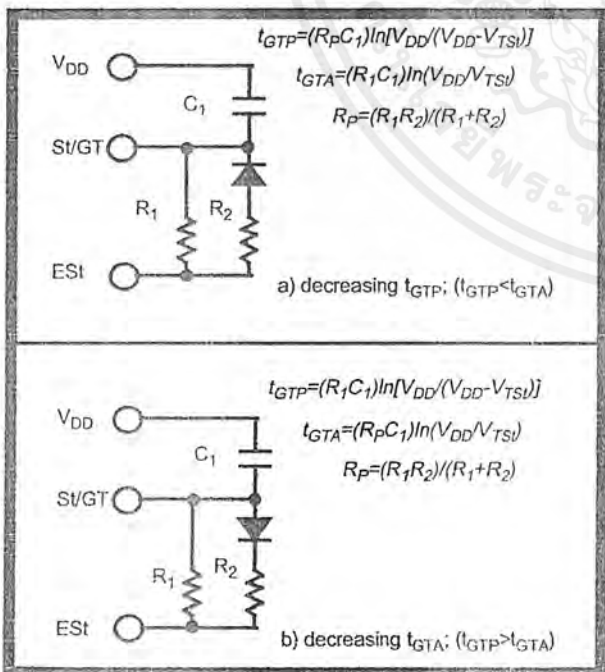 t_GTP=(R_PC_1)ln[V_DD/(V_DD-V_TSt)]
t_GTA=(R_1C_1)ln(V_DD/V_TSt)
R_P=(R_1R_2)/(R_1+R_2)
V_DD
C_1
St/GT
R_1
R_2
ESt
a) decreasing t_GTP; (t_GTP<t_GTA)
t_GTP=(R_1C_1)ln[V_DD/(V_DD-V_TSt)]
t_GTA=(R_PC_1)ln(V_DD/V_TSt)
R_P=(R_1R_2)/(R_1+R_2)
V_DD
C_1
St/GT
R_1
R_2
ESt
b) decreasing t_GTA; (t_GTP>t_GTA)